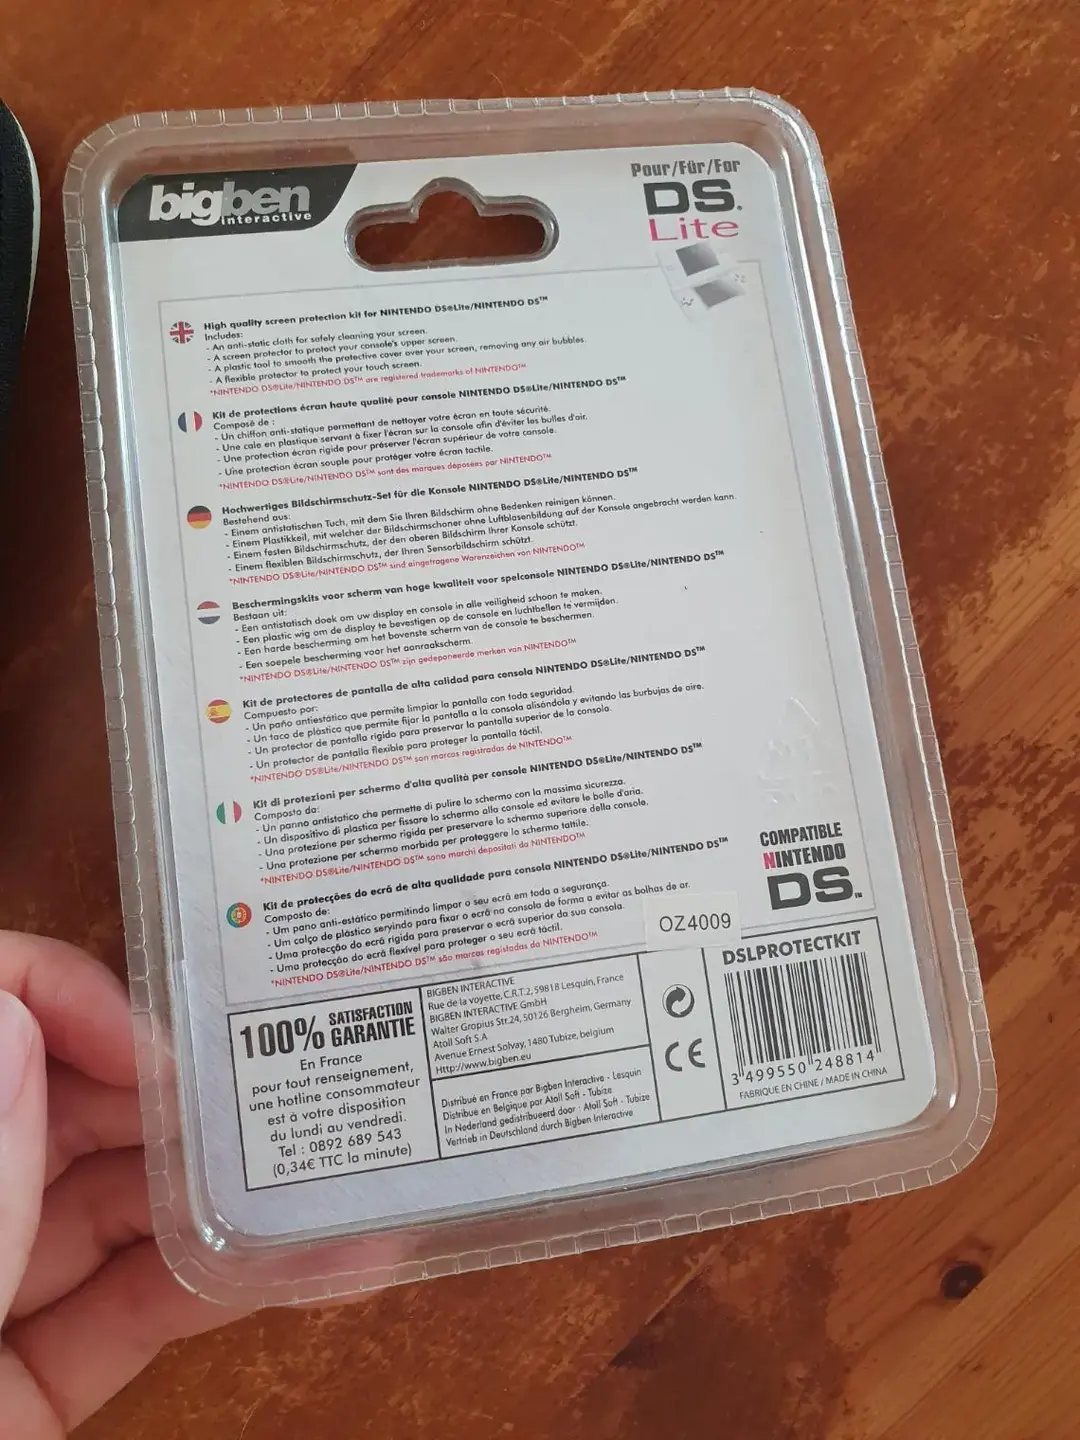 bigben
interactive
Pour/Für/For
DS.
Lite
High quality screen protection kit for NINTENDO DS®Lite/NINTENDO DS™
Includes:
- An anti-static cloth for safely cleaning your screen.
- A screen protector to protect your console's upper screen.
- A plastic tool to smooth the protective cover over your screen, removing any air bubbles.
- A flexible protector to protect your touch screen.
*NINTENDO DS®Lite/NINTENDO DS™ are registered trademarks of NINTENDO™
Kit de protections écran haute qualité pour console NINTENDO DS®Lite/NINTENDO DS™
Composé de :
- Un chiffon anti-statique permettant de nettoyer votre écran en toute sécurité.
- Une cale en plastique servant à fixer l'écran sur la console afin d'éviter les bulles d'air.
- Une protection écran rigide pour préserver l'écran supérieur de votre console.
- Une protection écran souple pour protéger votre écran tactile.
*NINTENDO DS®Lite/NINTENDO DS™ sont des marques déposées par NINTENDO™
Hochwertiges Bildschirmschutz-Set für die Konsole NINTENDO DS®Lite/NINTENDO DS™
Bestehend aus:
- Einem antistatischen Tuch, mit dem Sie Ihren Bildschirm ohne Bedenken reinigen können.
- Einem Plastikkeil, mit welcher der Bildschirmschoner ohne Luftblasenbildung auf der Konsole angebracht werden kann.
- Einem festen Bildschirmschutz, der den oberen Bildschirm Ihrer Konsole schützt.
- Einem flexiblen Bildschirmschutz, der Ihren Sensorbildschirm schützt.
*NINTENDO DS®Lite/NINTENDO DS™ sind eingetragene Warenzeichen von NINTENDO™
Beschermingskits voor scherm van hoge kwaliteit voor spelconsole NINTENDO DS®Lite/NINTENDO DS™
Bestaan uit:
- Een antistatisch doek om uw display en console in alle veiligheid schoon te maken.
- Een plastic wig om de display te bevestigen op de console en luchtbellen te vermijden.
- Een harde bescherming om het bovenste scherm van de console te beschermen.
- Een soepele bescherming voor het aanraakscherm.
*NINTENDO DS®Lite/NINTENDO DS™ zijn gedeponeerde merken van NINTENDO™
Kit de protectores de pantalla de alta calidad para consola NINTENDO DS®Lite/NINTENDO DS™
Compuesto por:
- Un paño antiestático que permite limpiar la pantalla con toda seguridad.
- Un taco de plástico que permite fijar la pantalla a la consola alisándola y evitando las burbujas de aire.
- Un protector de pantalla rígido para preservar la pantalla superior de la consola.
- Un protector de pantalla flexible para proteger la pantalla táctil.
*NINTENDO DS®Lite/NINTENDO DS™ son marcas registradas de NINTENDO™
Kit di protezioni per schermo d'alta qualità per console NINTENDO DS®Lite/NINTENDO DS™
Composto da:
- Un panno antistatico che permette di pulire lo schermo con la massima sicurezza.
- Un dispositivo di plastica per fissare lo schermo alla console ed evitare le bolle d'aria.
- Una protezione per schermo rigida per preservare lo schermo superiore della console.
- Una protezione per schermo morbida per proteggere lo schermo tattile.
*NINTENDO DS®Lite/NINTENDO DS™ sono marchi depositati da NINTENDO™
Kit de protecções do ecrã de alta qualidade para consola NINTENDO DS®Lite/NINTENDO DS™
Composto de:
- Um pano anti-estático permitindo limpar o seu ecrã em toda a segurança.
- Um calço de plástico servindo para fixar o ecrã na consola de forma a evitar as bolhas de ar.
- Uma protecção do ecrã rigida para preservar o ecrã superior da sua consola.
- Uma protecção do ecrã flexível para proteger o seu ecrã táctil.
*NINTENDO DS®Lite/NINTENDO DS™ são marcas registadas da NINTENDO™
COMPATIBLE
NINTENDO
DS™
OZ4009
100% SATISFACTION
GARANTIE
En France
pour tout renseignement,
une hotline consommateur
est à votre disposition
du lundi au vendredi.
Tel : 0892 689 543
(0,34€ TTC la minute)
BIGBEN INTERACTIVE
Rue de la voyette, C.R.T.2, 59818 Lesquin, France
BIGBEN INTERACTIVE GmbH
Walter Gropius Str.24, 50126 Bergheim, Germany
Atoll Soft S.A
Avenue Ernest Solvay, 1480 Tubize, belgium
Http://www.bigben.eu
Distribué en France par Bigben Interactive - Lesquin
Distribué en Belgique par Atoll Soft - Tubize
In Nederland gedistribueerd door : Atoll Soft - Tubize
Vertrieb in Deutschland durch Bigben Interactive
CE
DSLPROTECTKIT
3 499550 248814
FABRIQUE EN CHINE / MADE IN CHINA